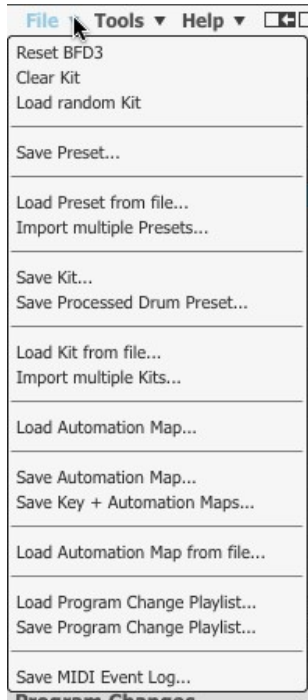 File Tools Help
Reset BFD3
Clear Kit
Load random Kit
Save Preset...
Load Preset from file...
Import multiple Presets...
Save Kit...
Save Processed Drum Preset...
Load Kit from file...
Import multiple Kits...
Load Automation Map...
Save Automation Map...
Save Key + Automation Maps...
Load Automation Map from file...
Load Program Change Playlist...
Save Program Change Playlist...
Save MIDI Event Log...
Program Changes